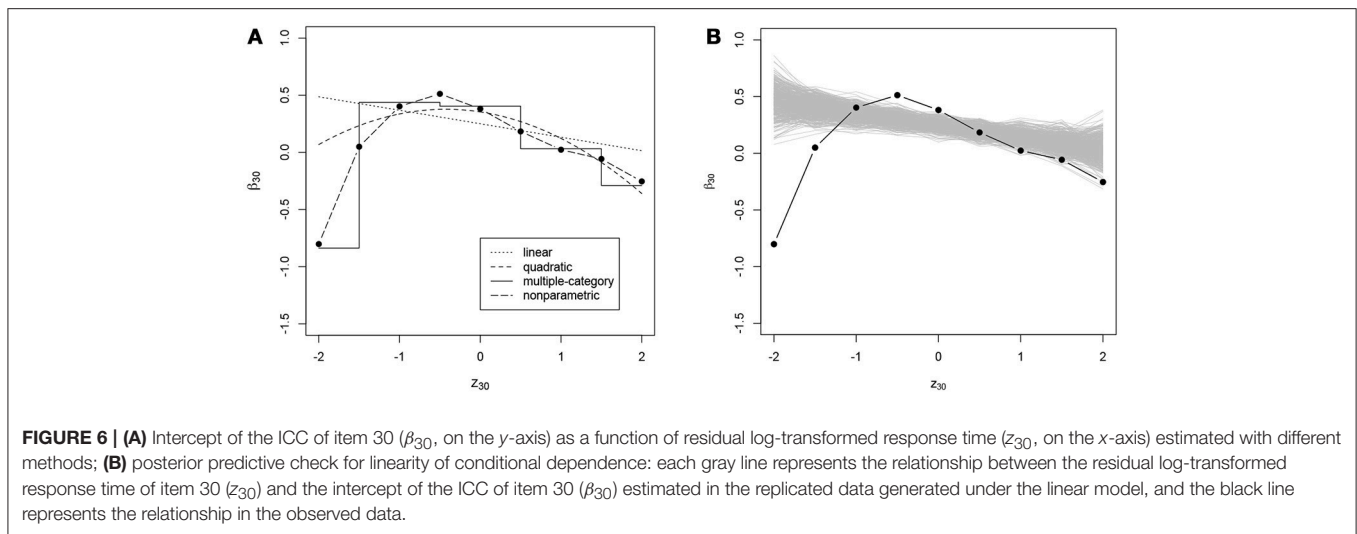 A
1.0
0.5
0.0
-0.5
-1.0
-1.5
β30
linear
quadratic
multiple-category
nonparametric
-2 -1 0 1 2
z30
B
1.0
0.5
0.0
-0.5
-1.0
-1.5
β30
-2 -1 0 1 2
z30
FIGURE 6 | (A) Intercept of the ICC of item 30 (β30, on the y-axis) as a function of residual log-transformed response time (z30, on the x-axis) estimated with different
methods; (B) posterior predictive check for linearity of conditional dependence: each gray line represents the relationship between the residual log-transformed
response time of item 30 (z30) and the intercept of the ICC of item 30 (β30) estimated in the replicated data generated under the linear model, and the black line
represents the relationship in the observed data.